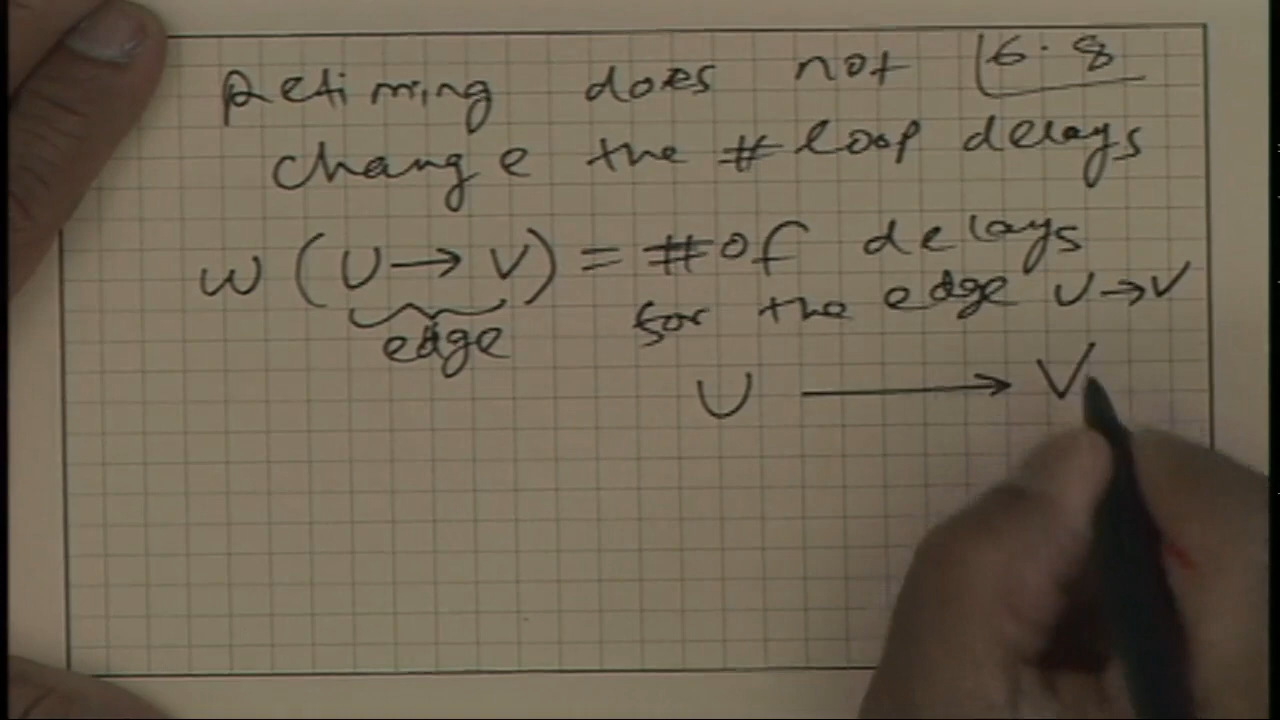 Retiming does not 6.8
change the # loop delays
w (U → V) = # of delays
edge
for the edge U → V
U → V